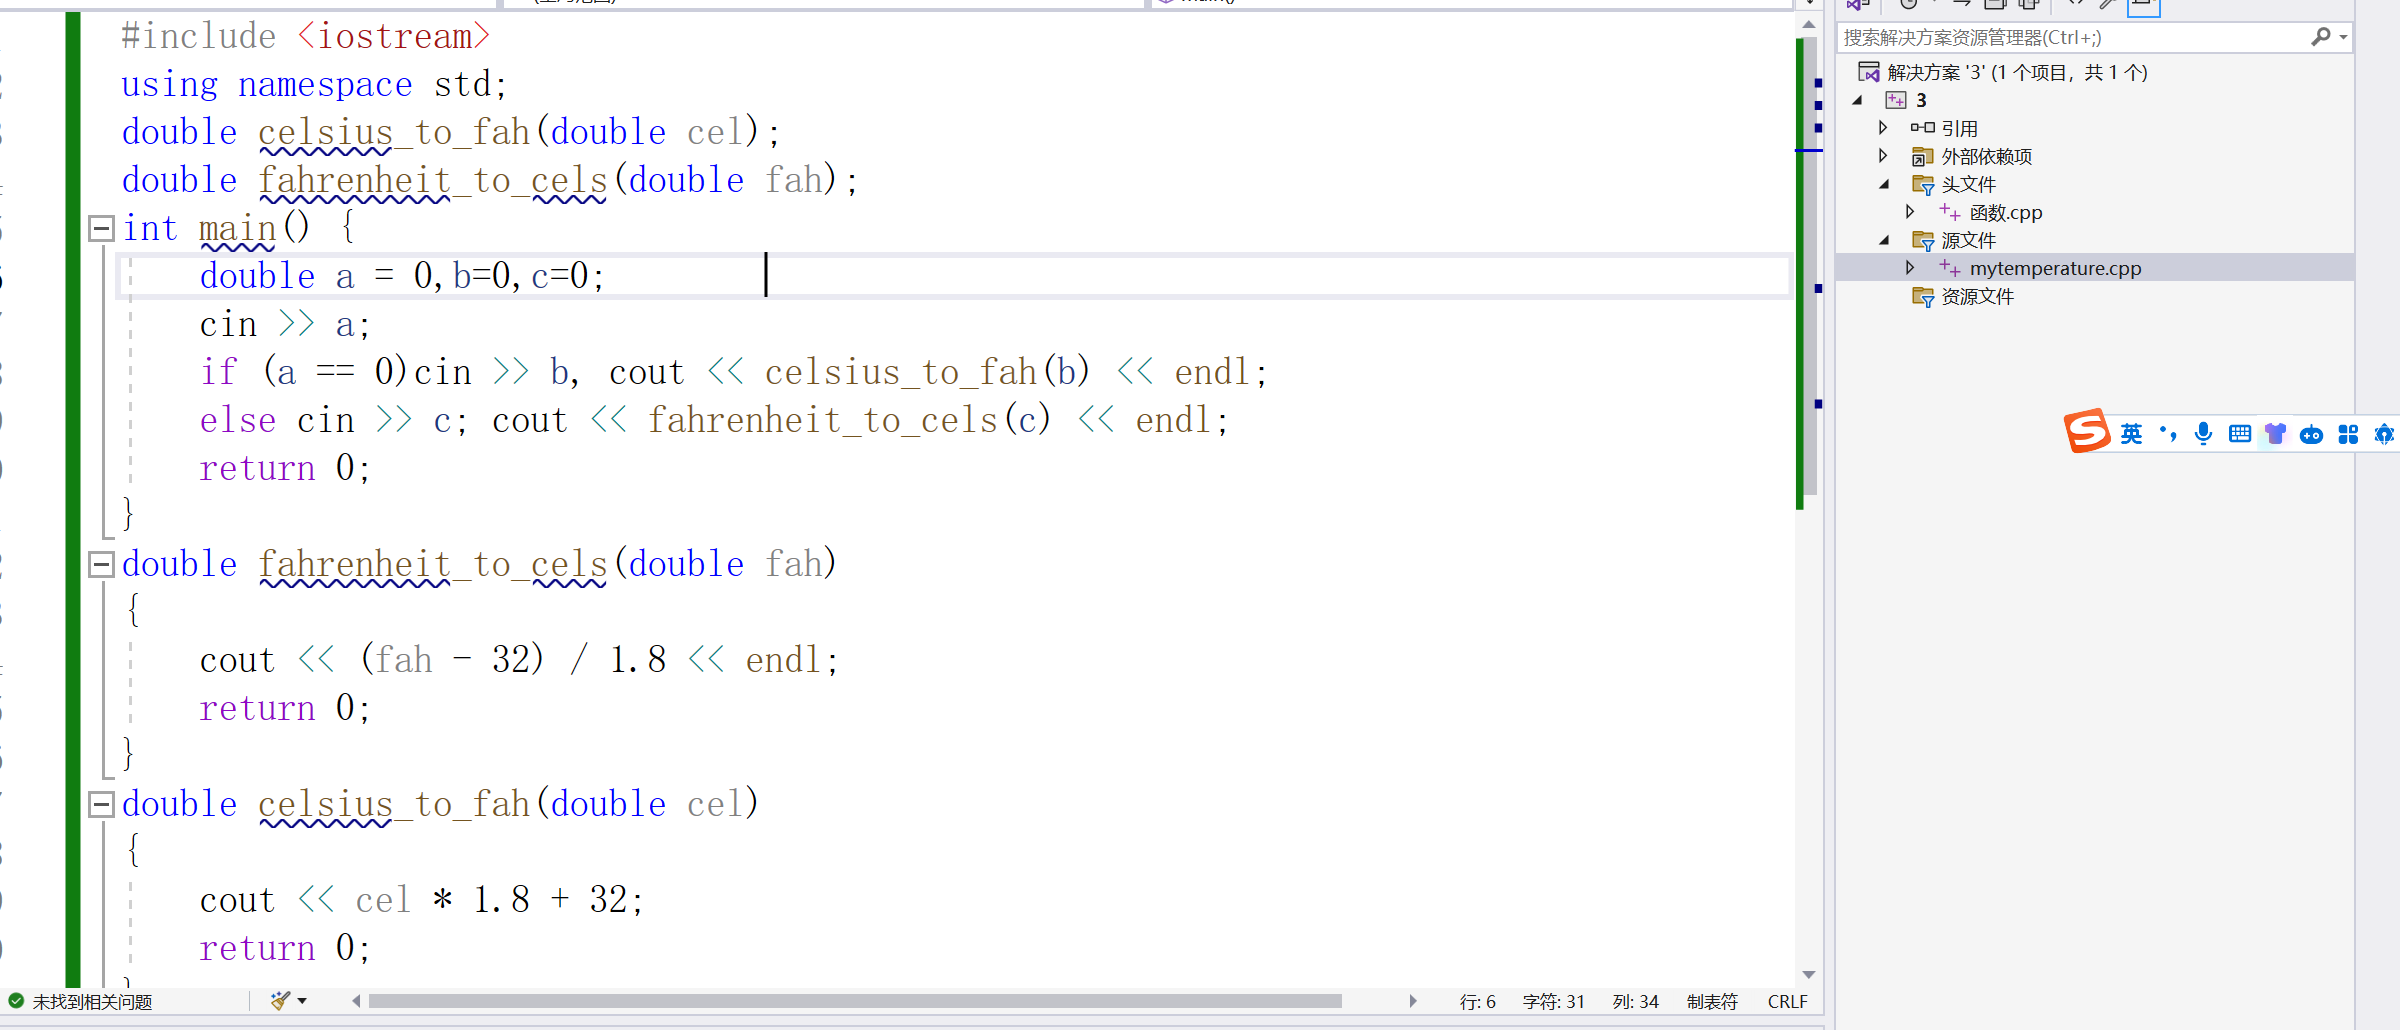 #include <iostream>
using namespace std;
double celsius_to_fah(double cel);
double fahrenheit_to_cels(double fah);
int main() {
double a = 0,b=0,c=0;
cin >> a;
if (a == 0)cin >> b, cout << celsius_to_fah(b) << endl;
else cin >> c; cout << fahrenheit_to_cels(c) << endl;
return 0;
}
double fahrenheit_to_cels(double fah)
{
cout << (fah - 32) / 1.8 << endl;
return 0;
}
double celsius_to_fah(double cel)
{
cout << cel * 1.8 + 32;
return 0;
未找到相关问题
行: 6
字符: 31
列: 34
制表符
CRLF
搜索解决方案资源管理器(Ctrl+;)
解决方案 '3' (1 个项目，共 1 个)
3
引用
外部依赖项
头文件
函数.cpp
源文件
mytemperature.cpp
资源文件
英